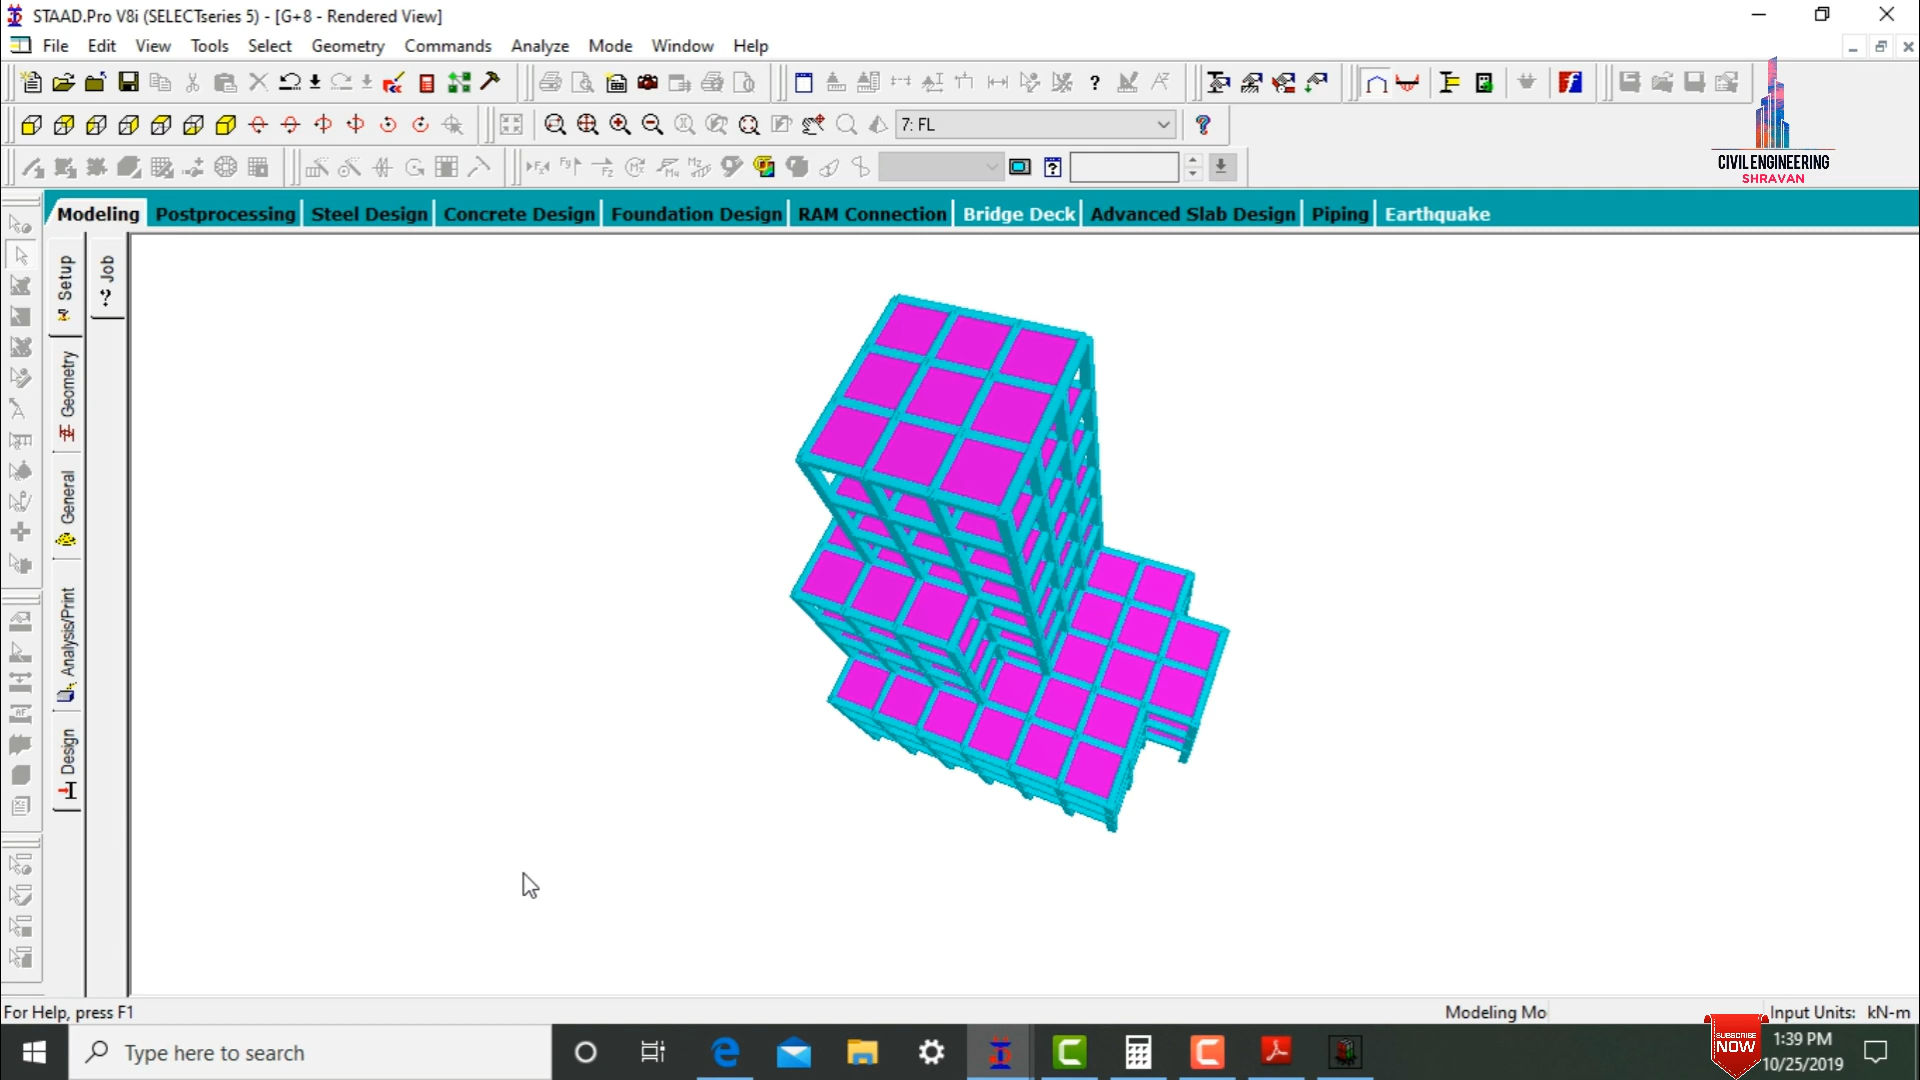 STAAD.Pro V8i (SELECTseries 5) - [G+8 - Rendered View]
File Edit View Tools Select Geometry Commands Analyze Mode Window Help
7: FL
CIVIL ENGINEERING
SHRAVAN
Modeling Postprocessing Steel Design Concrete Design Foundation Design RAM Connection Bridge Deck Advanced Slab Design Piping Earthquake
Setup
Job
Geometry
General
Analysis/Print
Design
For Help, press F1
Modeling Mo
Input Units: kN-m
Type here to search
SUBSCRIBE
NOW
1:39 PM
10/25/2019